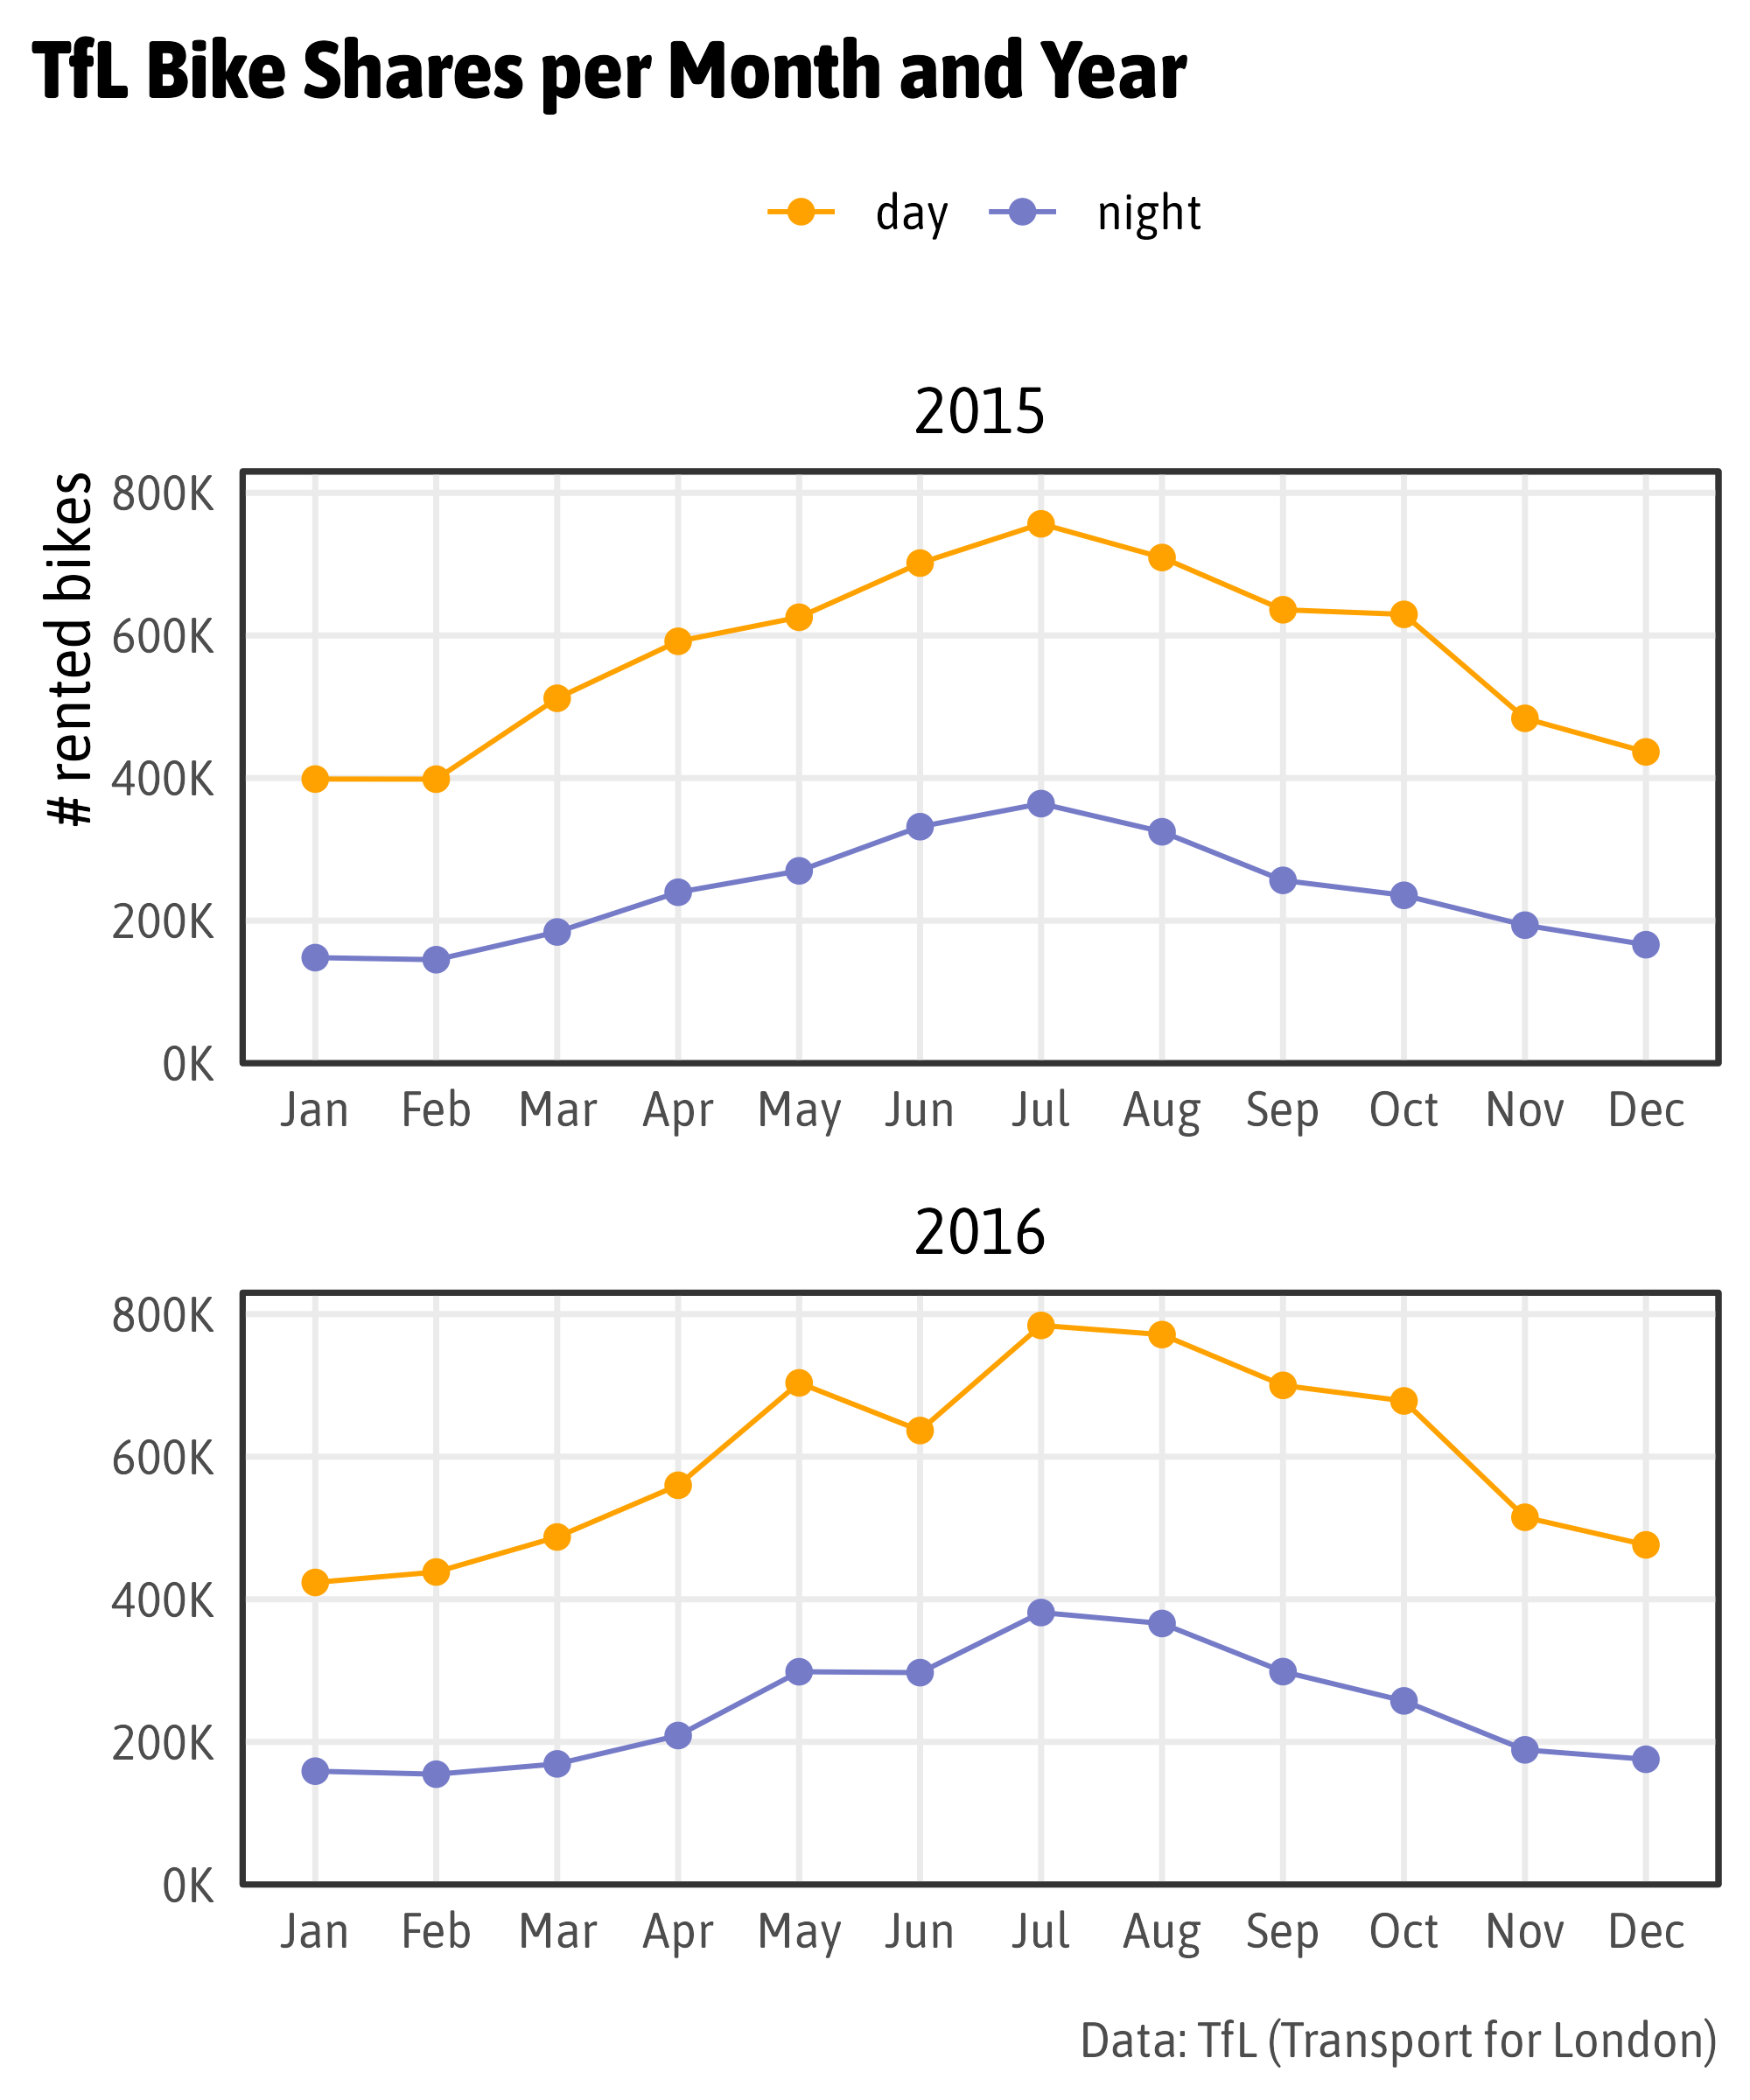 TfL Bike Shares per Month and Year
day night
2015
# rented bikes
800K
600K
400K
200K
0K
Jan Feb Mar Apr May Jun Jul Aug Sep Oct Nov Dec
2016
800K
600K
400K
200K
0K
Jan Feb Mar Apr May Jun Jul Aug Sep Oct Nov Dec
Data: TfL (Transport for London)